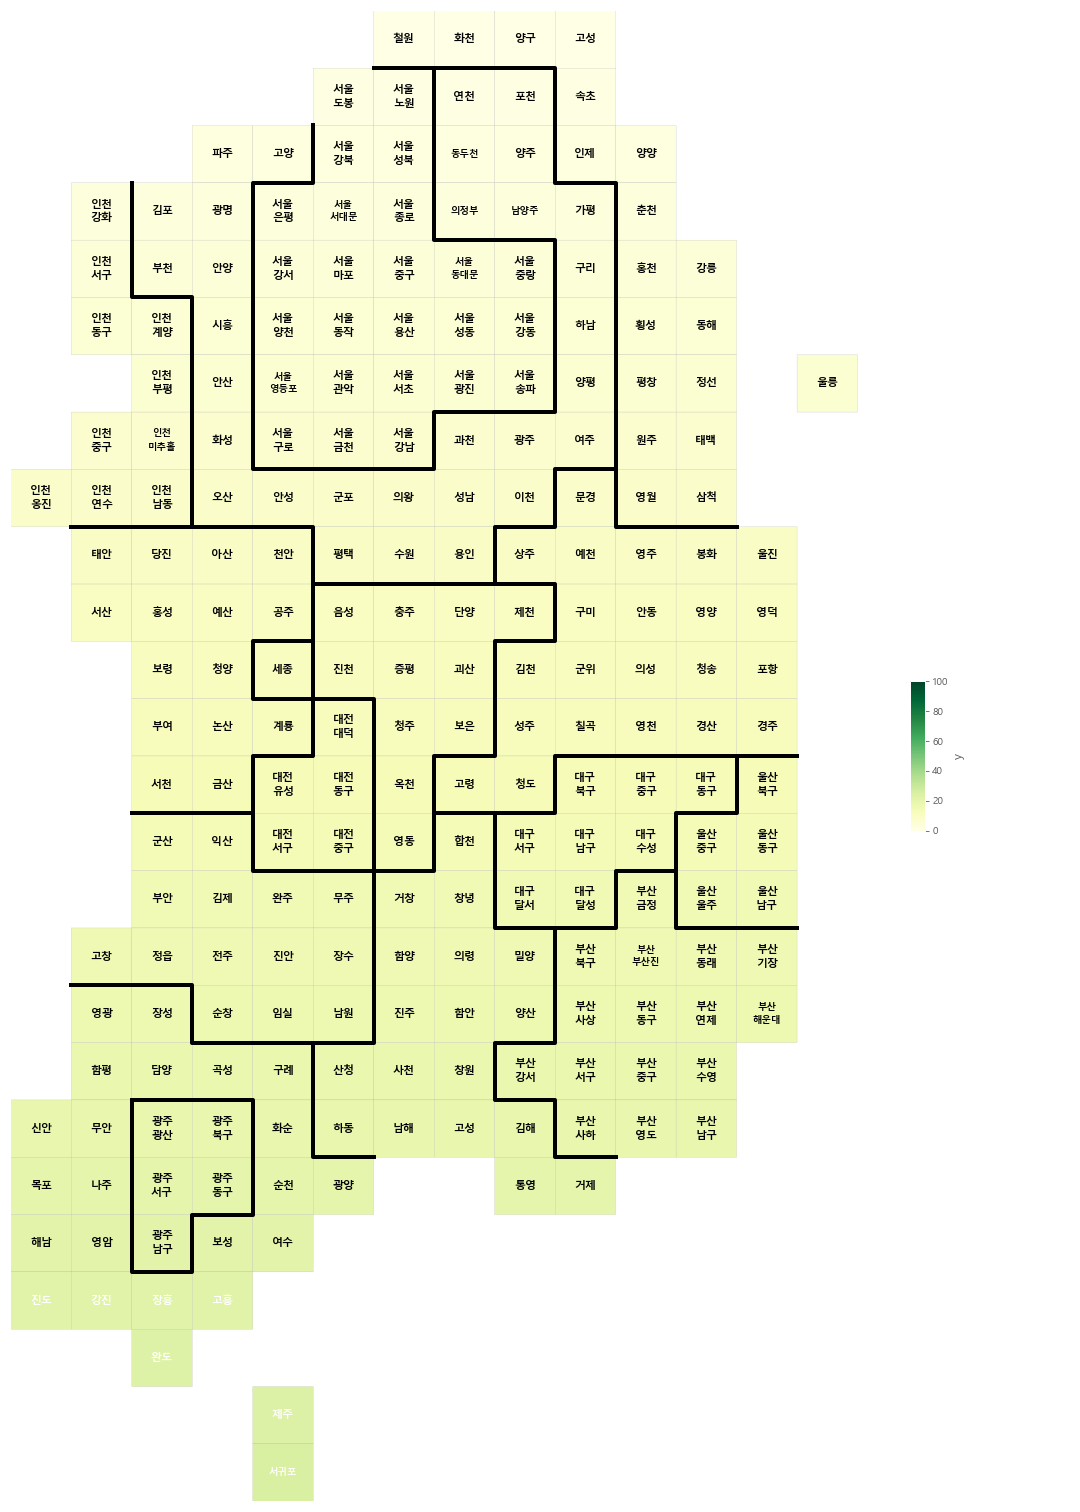 철원 화천 양구 고성
서울 서울
도봉 노원 연천 포천 속초
파주 고양 서울 서울 동두천 양주 인제 양양
강북 성북
인천 김포 광명 서울 서울 서울 의정부 남양주 가평 춘천
강화 은평 서대문 종로
인천 부천 안양 서울 서울 서울 서울 서울 구리 홍천 강릉
서구 강서 마포 중구 동대문 중랑
인천 인천 시흥 서울 서울 서울 서울 서울 하남 횡성 동해
동구 계양 양천 동작 용산 성동 강동
인천 안산 서울 서울 서울 서울 서울 양평 평창 정선 울릉
부평 영등포 관악 서초 광진 송파
인천 인천 화성 서울 서울 서울 과천 광주 여주 원주 태백
중구 미추홀 구로 금천 강남
인천 인천 인천 오산 안성 군포 의왕 성남 이천 문경 영월 삼척
옹진 연수 남동
태안 당진 아산 천안 평택 수원 용인 상주 예천 영주 봉화 울진
서산 홍성 예산 공주 음성 충주 단양 제천 구미 안동 영양 영덕
보령 청양 세종 진천 증평 괴산 김천 군위 의성 청송 포항
부여 논산 계룡 대전 청주 보은 성주 칠곡 영천 경산 경주
대덕
서천 금산 대전 대전 옥천 고령 청도 대구 대구 대구 울산
유성 동구 북구 중구 동구 북구
군산 익산 대전 대전 영동 합천 대구 대구 대구 울산 울산
서구 중구 서구 남구 수성 중구 동구
부안 김제 완주 무주 거창 창녕 대구 대구 부산 울산 울산
달서 달성 금정 울주 남구
고창 정읍 전주 진안 장수 함양 의령 밀양 부산 부산 부산 부산
북구 부산진 동래 기장
영광 장성 순창 임실 남원 진주 함안 양산 부산 부산 부산 부산
사상 동구 연제 해운대
함평 담양 곡성 구례 산청 사천 창원 부산 부산 부산 부산
강서 서구 중구 수영
신안 무안 광주 광주 화순 하동 남해 고성 김해 부산 부산 부산
광산 북구 사하 영도 남구
목포 나주 광주 광주 순천 광양 통영 거제
서구 동구
해남 영암 광주 보성 여수
남구
진도 강진 장흥 고흥
완도
제주
서귀포
100
80
60
40
20
0
y